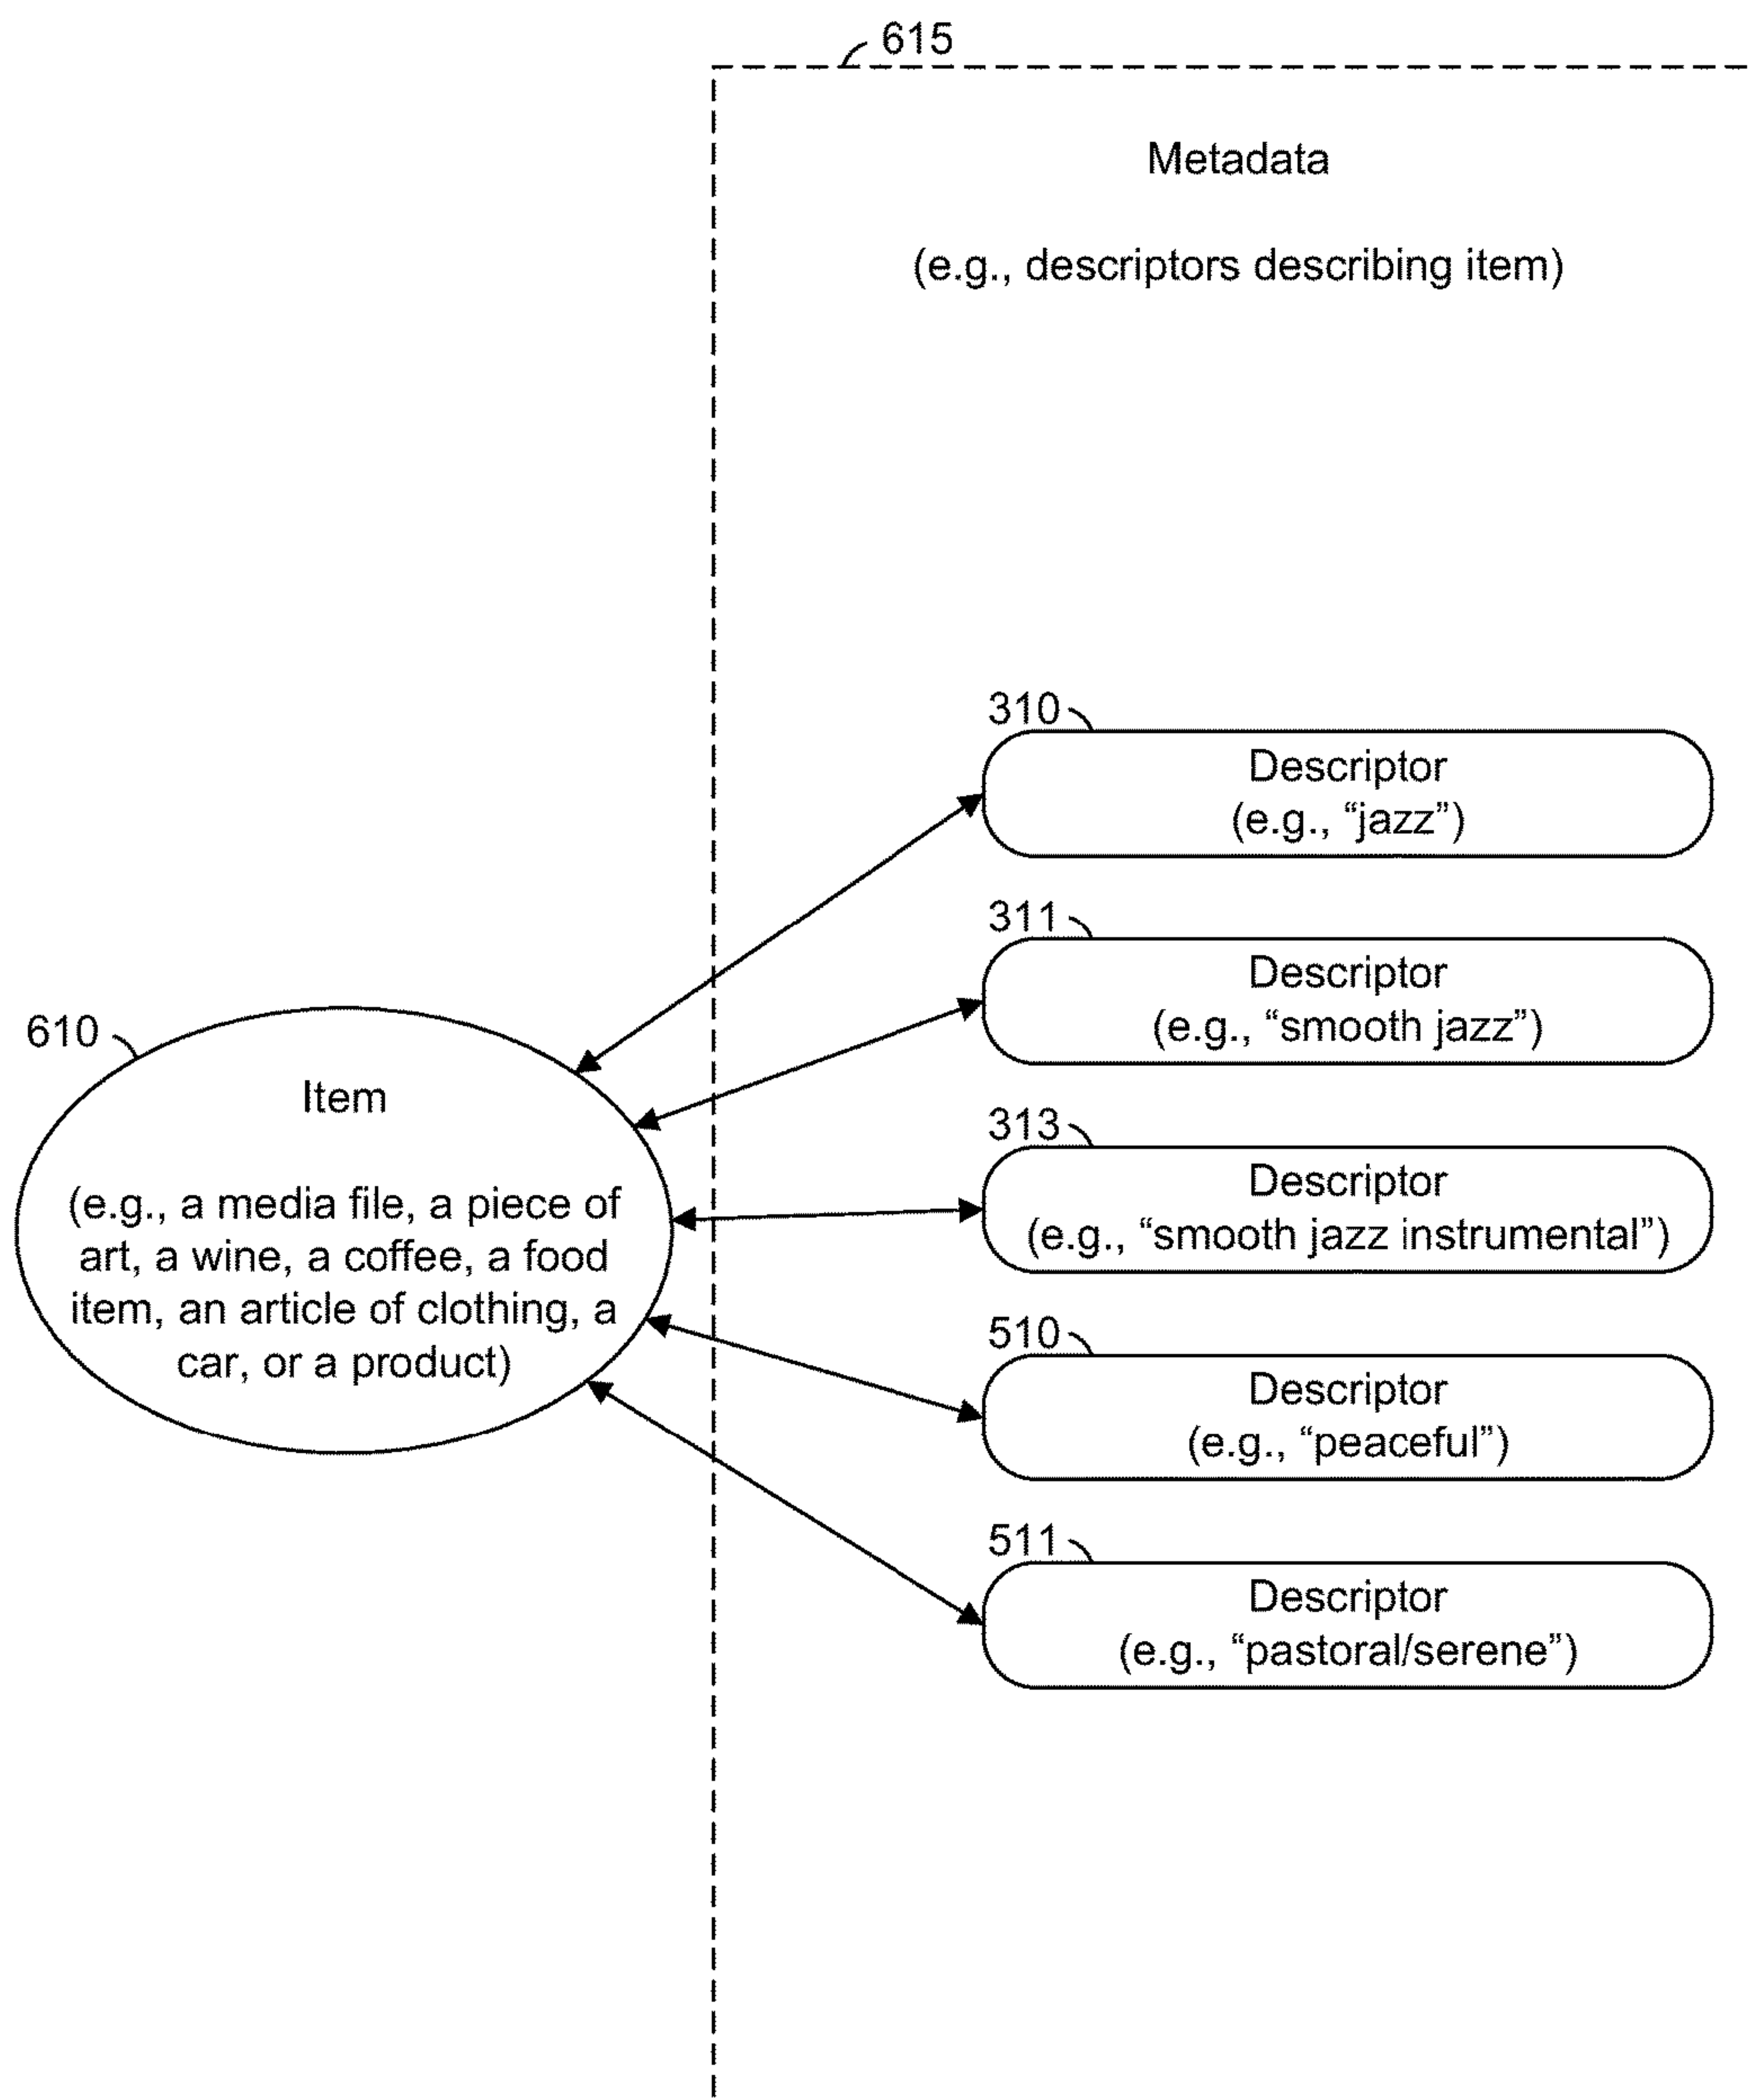 615
Metadata
(e.g., descriptors describing item)
310
Descriptor
(e.g., “jazz”)
311
Descriptor
(e.g., “smooth jazz”)
610
Item
(e.g., a media file, a piece of
art, a wine, a coffee, a food
item, an article of clothing, a
car, or a product)
313
Descriptor
(e.g., “smooth jazz instrumental”)
510
Descriptor
(e.g., “peaceful”)
511
Descriptor
(e.g., “pastoral/serene”)